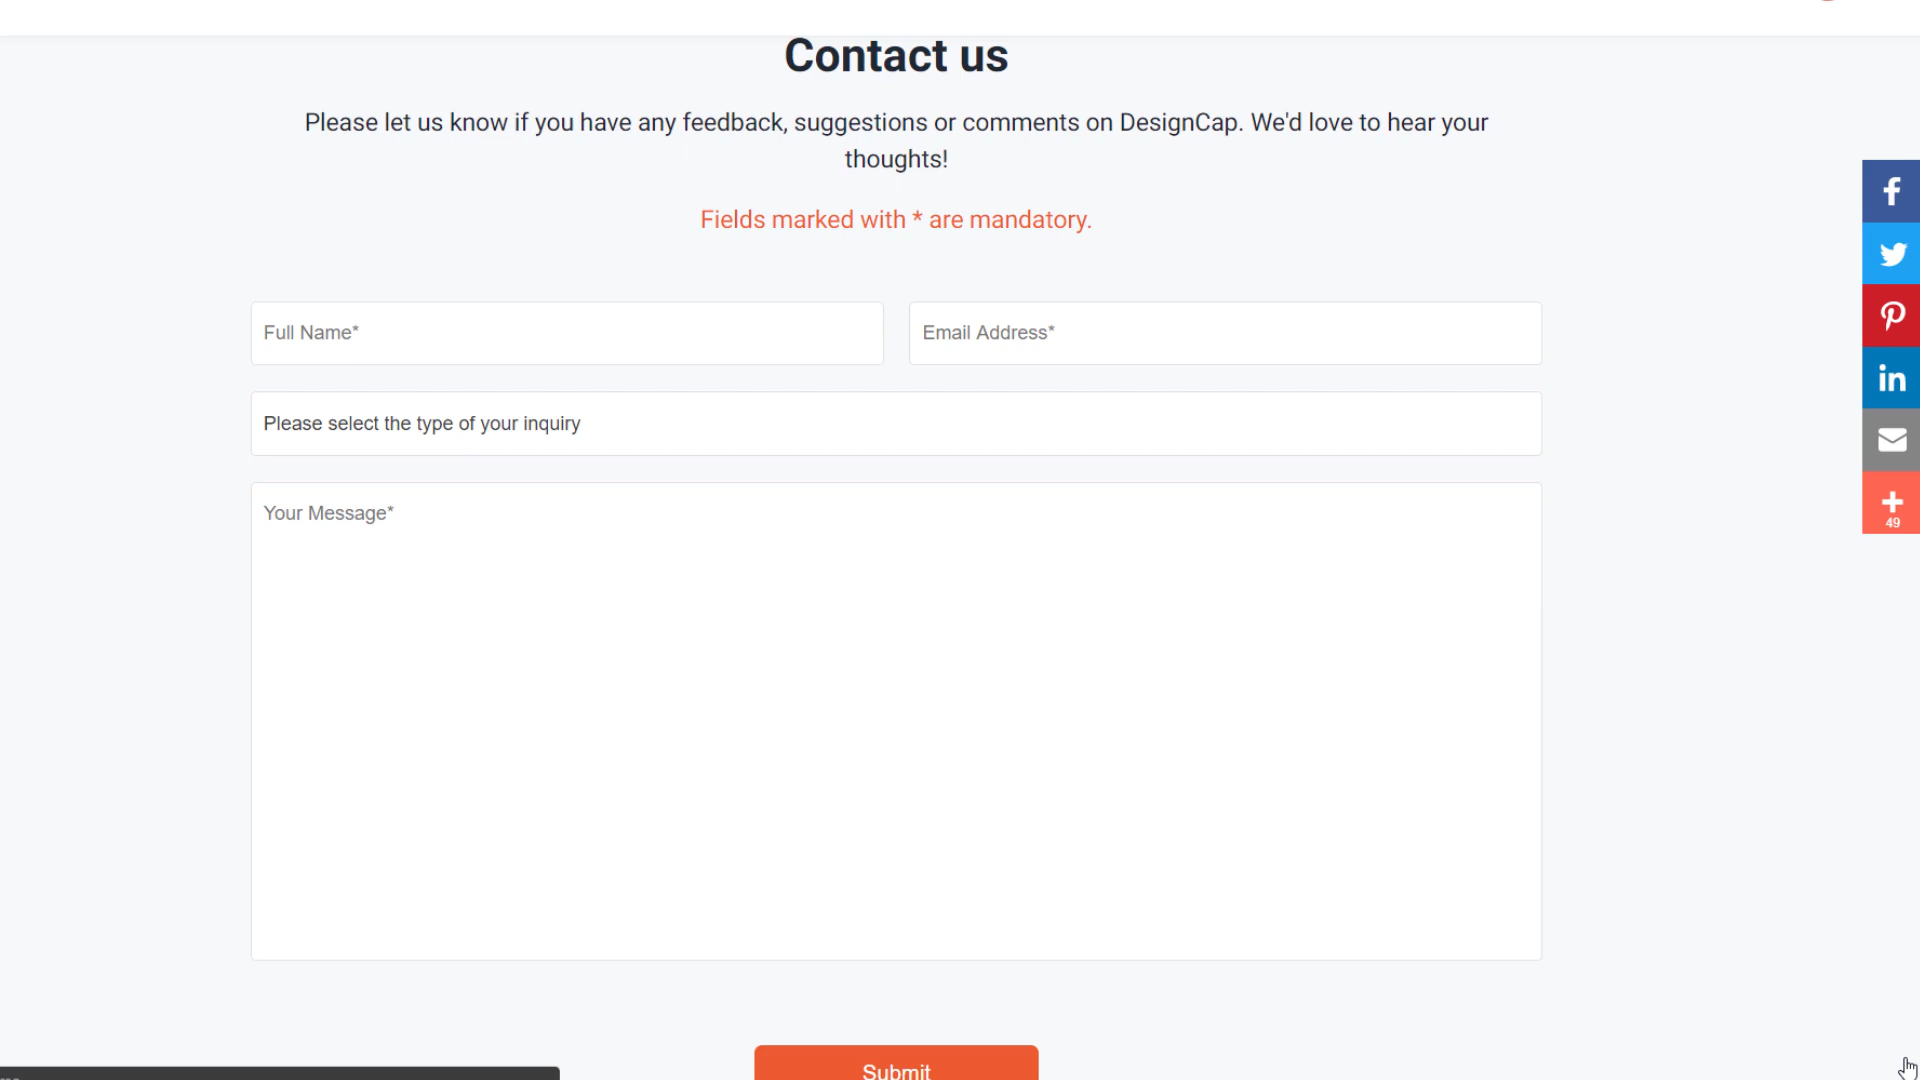 Contact us
Please let us know if you have any feedback, suggestions or comments on DesignCap. We'd love to hear your
thoughts!
Fields marked with * are mandatory.
Full Name*
Email Address*
Please select the type of your inquiry
Your Message*
49
Submit